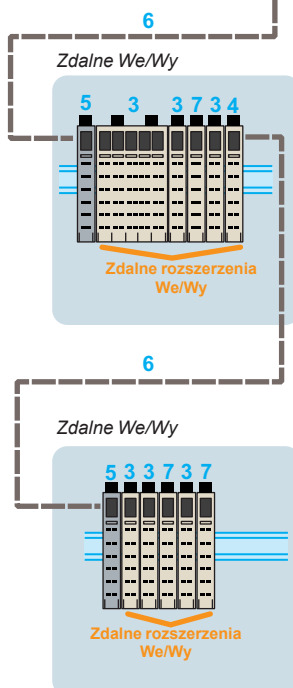 6
Zdalne We/Wy
5 3 3 7 3 4
Zdalne rozszerzenia
We/Wy
6
Zdalne We/Wy
5 3 3 7 3 7
Zdalne rozszerzenia
We/Wy